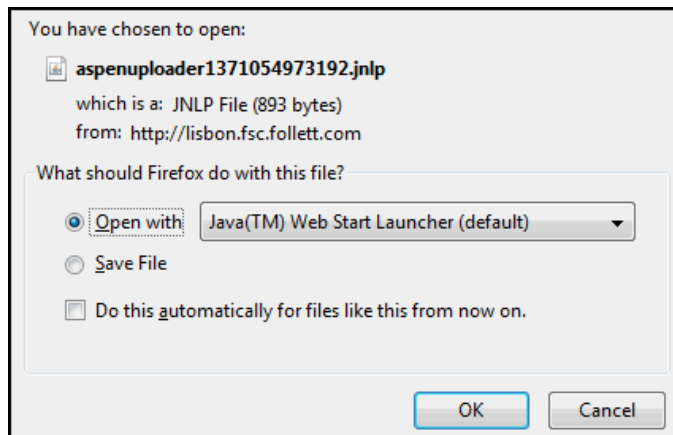 You have chosen to open:
aspenuploader1371054973192.jnlp
which is a: JNLP File (893 bytes)
from: http://lisbon.fsc.follett.com
What should Firefox do with this file?
Open with Java(TM) Web Start Launcher (default)
Save File
Do this automatically for files like this from now on.
OK Cancel